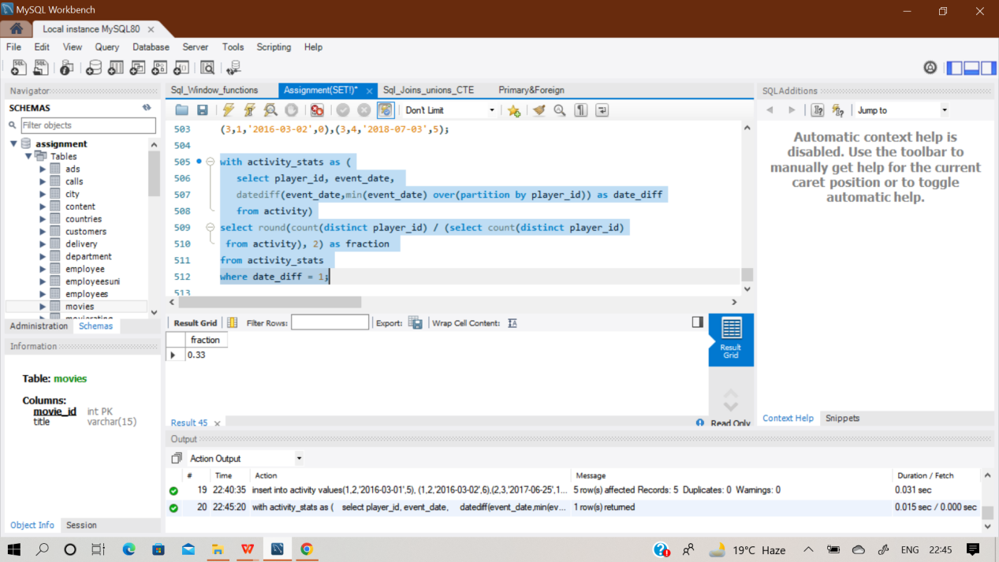 MySQL Workbench
Local instance MySQL80
File Edit View Query Database Server Tools Scripting Help
Navigator
SCHEMAS
Filter objects
assignment
Tables
ads
calls
city
content
countries
customers
delivery
department
employee
employeesuni
employees
movies
Administration Schemas
Information
Table: movies
Columns:
movie_id int PK
title varchar(15)
Object Info Session
Sql_Window_functions Assignment(SET!)* Sql_Joins_unions_CTE Primary&Foreign
Don't Limit
503 (3,1,'2016-03-02',0),(3,4,'2018-07-03',5);
504
505 with activity_stats as (
506 select player_id, event_date,
507 datediff(event_date,min(event_date) over(partition by player_id)) as date_diff
508 from activity)
509 select round(count(distinct player_id) / (select count(distinct player_id)
510 from activity), 2) as fraction
511 from activity_stats
512 where date_diff = 1;
513
Result Grid Filter Rows: Export: Wrap Cell Content:
fraction
0.33
Result Grid
Result 45
Read Only
Output
Action Output
# Time Action Message Duration / Fetch
19 22:40:35 insert into activity values(1,2,'2016-03-01',5), (1,2,'2016-03-02',6),(2,3,'2017-06-25',1... 5 row(s) affected Records: 5 Duplicates: 0 Warnings: 0 0.031 sec
20 22:45:20 with activity_stats as ( select player_id, event_date, datediff(event_date,min(ev... 1 row(s) returned 0.015 sec / 0.000 sec
SQLAdditions
Jump to
Automatic context help is
disabled. Use the toolbar to
manually get help for the current
caret position or to toggle
automatic help.
Context Help Snippets
19°C Haze ENG 22:45